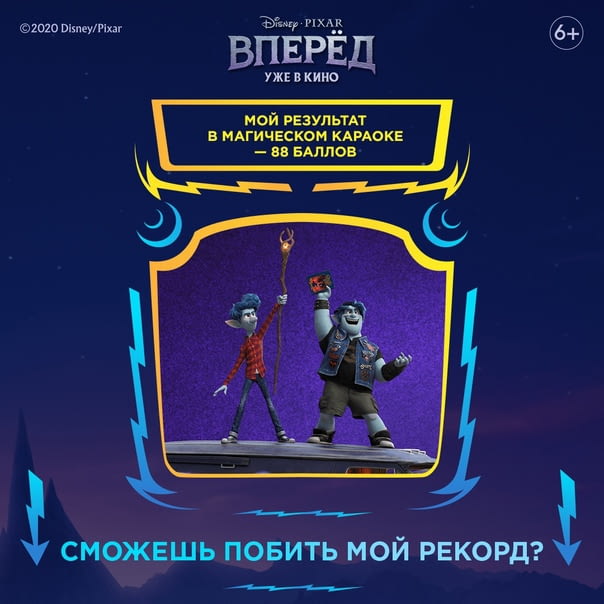 ©2020 Disney/Pixar
Disney · PIXAR
ВПЕРЁД
УЖЕ В КИНО
6+
МОЙ РЕЗУЛЬТАТ
В МАГИЧЕСКОМ КАРАОКЕ
— 88 БАЛЛОВ
СМОЖЕШЬ ПОБИТЬ МОЙ РЕКОРД?